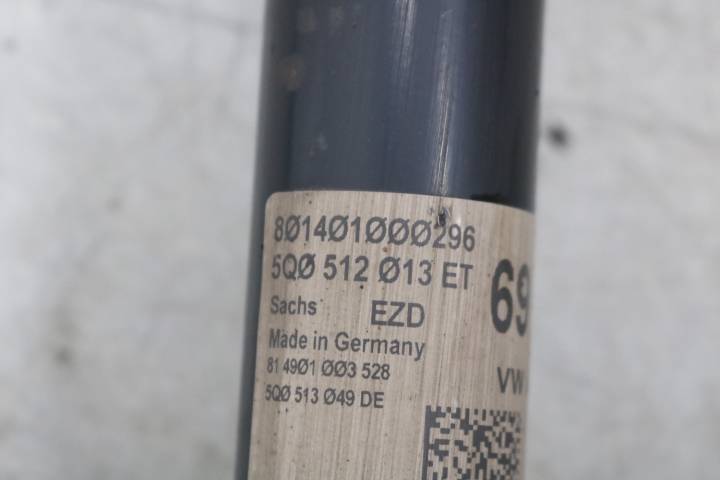 8Ø14Ø1ØØØ296
5QØ 512 Ø13 ET
69
Sachs EZD
Made in Germany
81 49Ø1 ØØ3 528
VW
5QØ 513 Ø49 DE